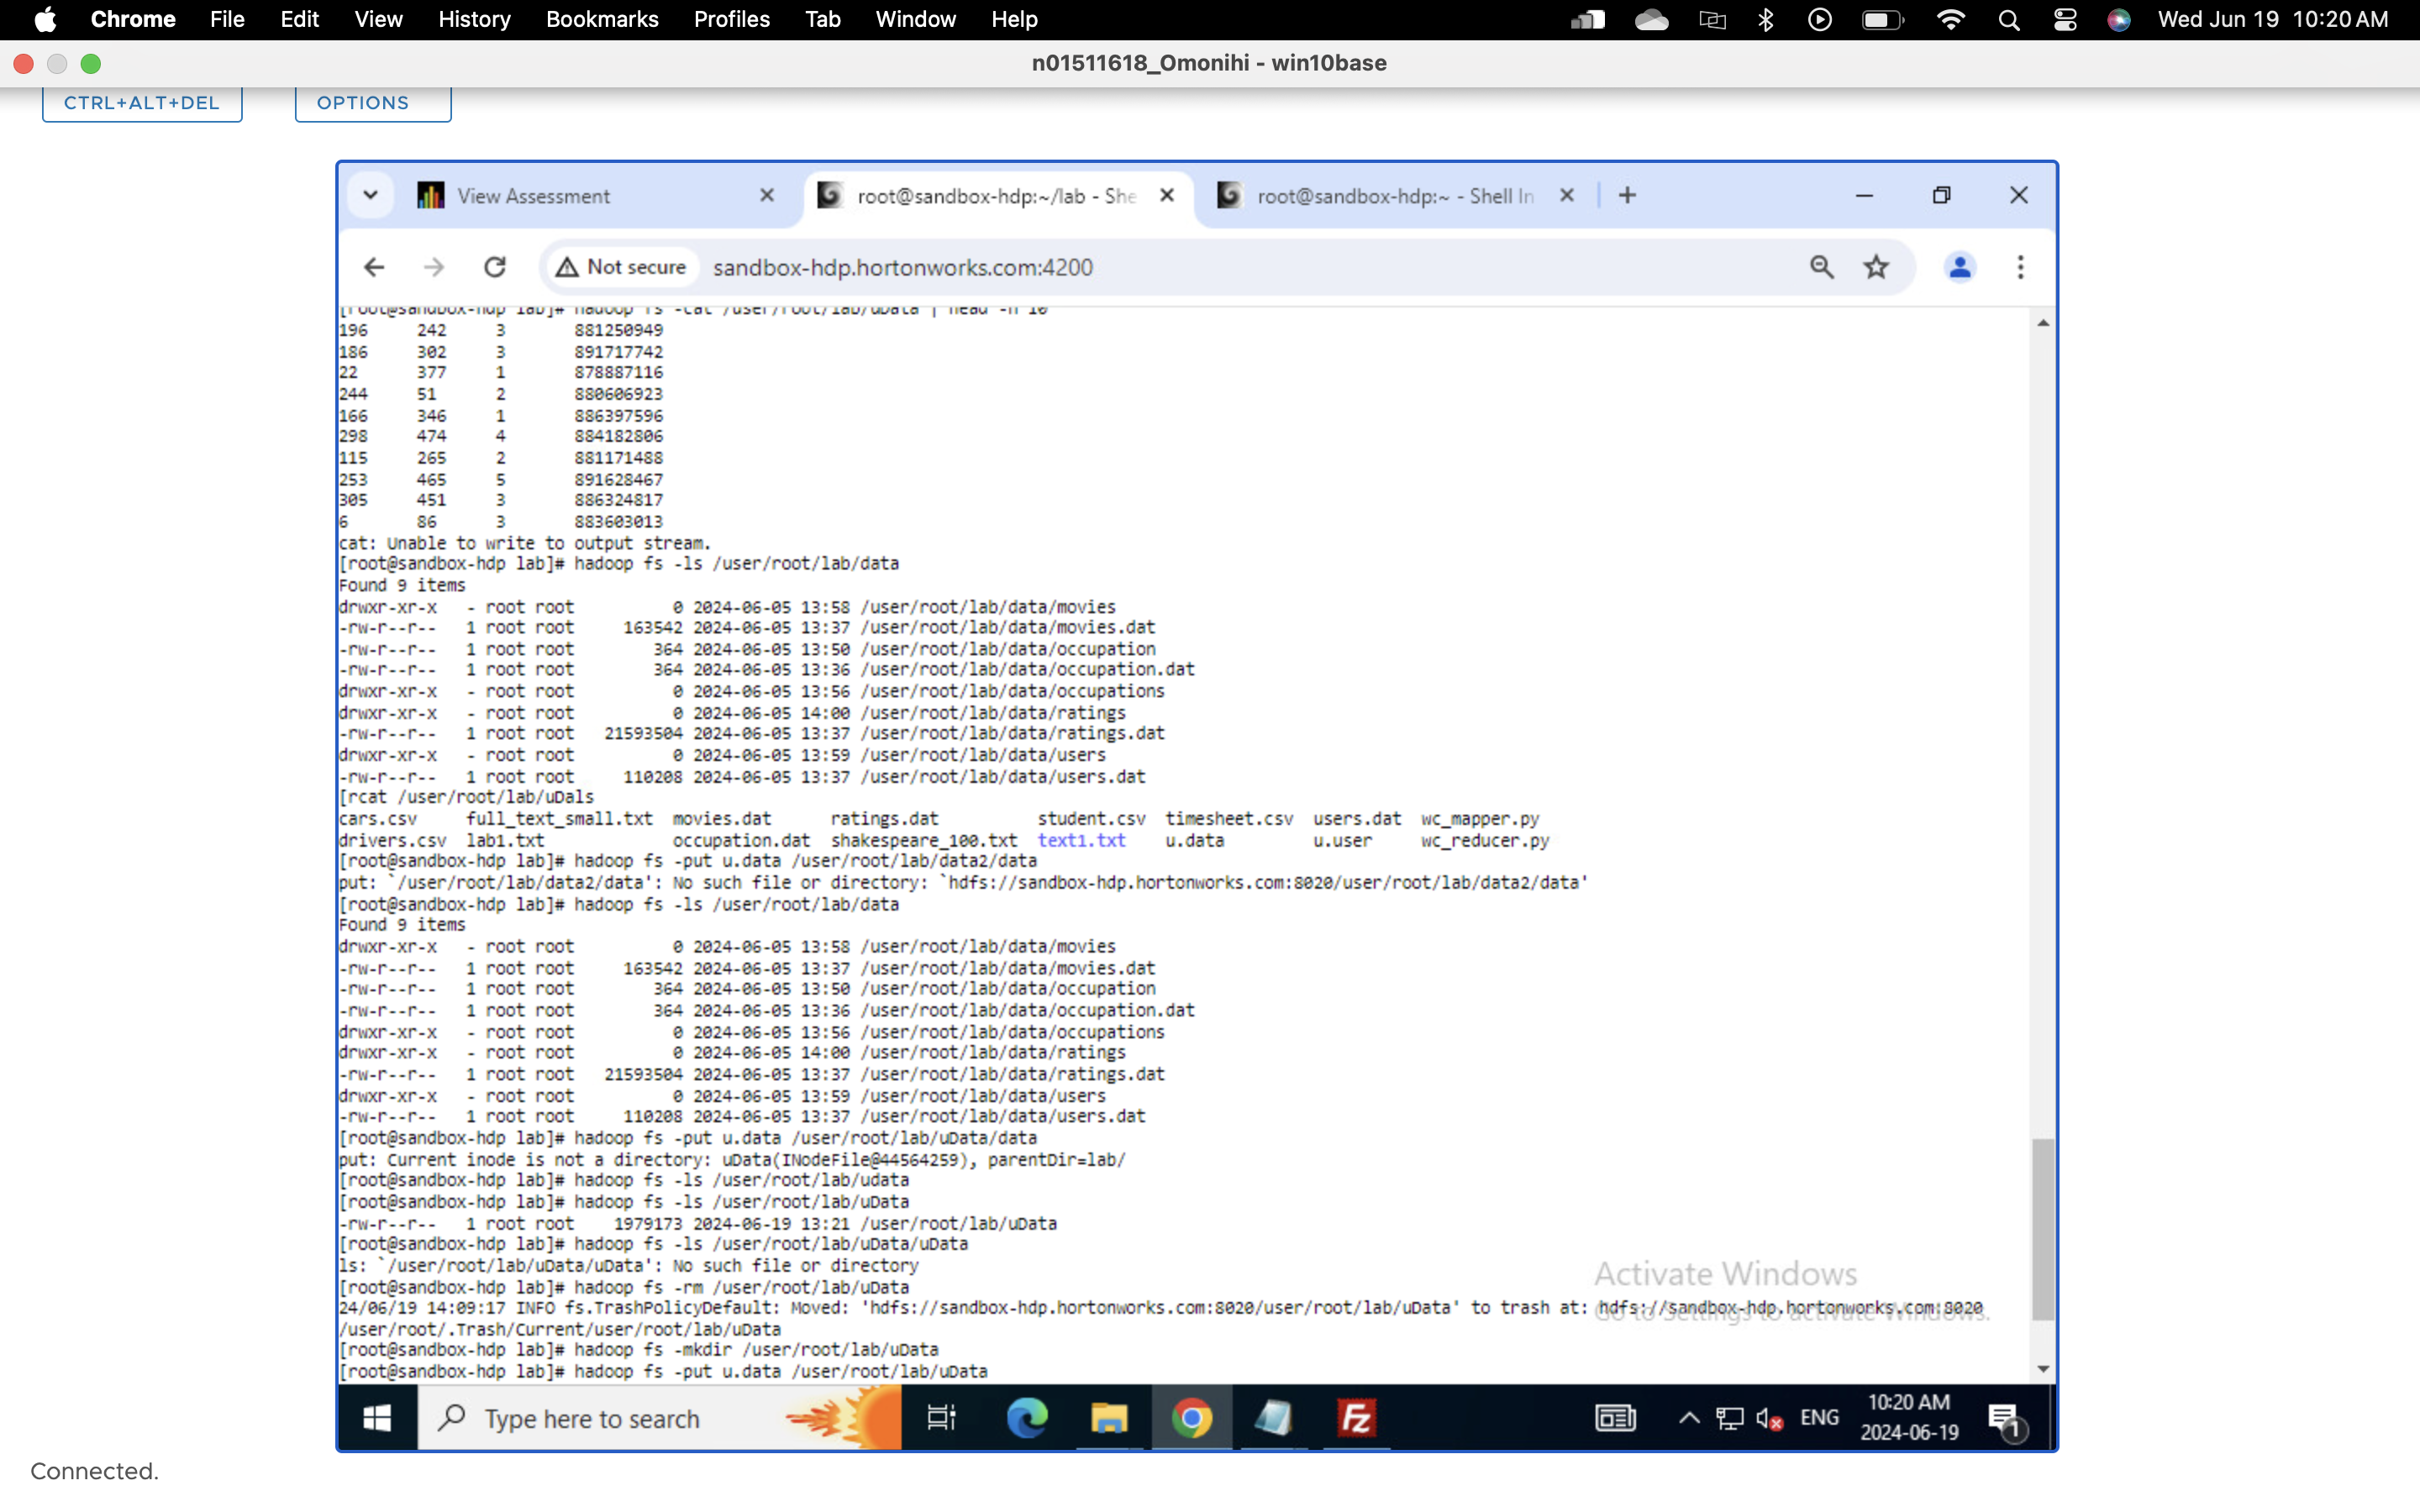 Chrome File Edit View History Bookmarks Profiles Tab Window Help Wed Jun 19 10:20 AM
n01511618_Omonihi - win10base
CTRL+ALT+DEL OPTIONS
View Assessment root@sandbox-hdp:~/lab - She root@sandbox-hdp:~ - Shell In
Not secure sandbox-hdp.hortonworks.com:4200
[root@sandbox-hdp lab]# hadoop fs -cat /user/root/lab/uData | head -n 10
196 242 3 881250949
186 302 3 891717742
22 377 1 878887116
244 51 2 880606923
166 346 1 886397596
298 474 4 884182806
115 265 2 881171488
253 465 5 891628467
305 451 3 886324817
6 86 3 883603013
cat: Unable to write to output stream.
[root@sandbox-hdp lab]# hadoop fs -ls /user/root/lab/data
Found 9 items
drwxr-xr-x - root root 0 2024-06-05 13:58 /user/root/lab/data/movies
-rw-r--r-- 1 root root 163542 2024-06-05 13:37 /user/root/lab/data/movies.dat
-rw-r--r-- 1 root root 364 2024-06-05 13:50 /user/root/lab/data/occupation
-rw-r--r-- 1 root root 364 2024-06-05 13:36 /user/root/lab/data/occupation.dat
drwxr-xr-x - root root 0 2024-06-05 13:56 /user/root/lab/data/occupations
drwxr-xr-x - root root 0 2024-06-05 14:00 /user/root/lab/data/ratings
-rw-r--r-- 1 root root 21593504 2024-06-05 13:37 /user/root/lab/data/ratings.dat
drwxr-xr-x - root root 0 2024-06-05 13:59 /user/root/lab/data/users
-rw-r--r-- 1 root root 110208 2024-06-05 13:37 /user/root/lab/data/users.dat
[rcat /user/root/lab/uDals
cars.csv full_text_small.txt movies.dat ratings.dat student.csv timesheet.csv users.dat wc_mapper.py
drivers.csv lab1.txt occupation.dat shakespeare_100.txt text1.txt u.data u.user wc_reducer.py
[root@sandbox-hdp lab]# hadoop fs -put u.data /user/root/lab/data2/data
put: `/user/root/lab/data2/data': No such file or directory: `hdfs://sandbox-hdp.hortonworks.com:8020/user/root/lab/data2/data'
[root@sandbox-hdp lab]# hadoop fs -ls /user/root/lab/data
Found 9 items
drwxr-xr-x - root root 0 2024-06-05 13:58 /user/root/lab/data/movies
-rw-r--r-- 1 root root 163542 2024-06-05 13:37 /user/root/lab/data/movies.dat
-rw-r--r-- 1 root root 364 2024-06-05 13:50 /user/root/lab/data/occupation
-rw-r--r-- 1 root root 364 2024-06-05 13:36 /user/root/lab/data/occupation.dat
drwxr-xr-x - root root 0 2024-06-05 13:56 /user/root/lab/data/occupations
drwxr-xr-x - root root 0 2024-06-05 14:00 /user/root/lab/data/ratings
-rw-r--r-- 1 root root 21593504 2024-06-05 13:37 /user/root/lab/data/ratings.dat
drwxr-xr-x - root root 0 2024-06-05 13:59 /user/root/lab/data/users
-rw-r--r-- 1 root root 110208 2024-06-05 13:37 /user/root/lab/data/users.dat
[root@sandbox-hdp lab]# hadoop fs -put u.data /user/root/lab/uData/data
put: Current inode is not a directory: uData(INodeFile@44564259), parentDir=lab/
[root@sandbox-hdp lab]# hadoop fs -ls /user/root/lab/udata
[root@sandbox-hdp lab]# hadoop fs -ls /user/root/lab/uData
-rw-r--r-- 1 root root 1979173 2024-06-19 13:21 /user/root/lab/uData
[root@sandbox-hdp lab]# hadoop fs -ls /user/root/lab/uData/uData
ls: `/user/root/lab/uData/uData': No such file or directory
[root@sandbox-hdp lab]# hadoop fs -rm /user/root/lab/uData
24/06/19 14:09:17 INFO fs.TrashPolicyDefault: Moved: 'hdfs://sandbox-hdp.hortonworks.com:8020/user/root/lab/uData' to trash at: hdfs://sandbox-hdp.hortonworks.com:8020
/user/root/.Trash/Current/user/root/lab/uData
[root@sandbox-hdp lab]# hadoop fs -mkdir /user/root/lab/uData
[root@sandbox-hdp lab]# hadoop fs -put u.data /user/root/lab/uData
Activate Windows
Go to Settings to activate Windows.
Type here to search Fz ENG 10:20 AM
2024-06-19 1
Connected.